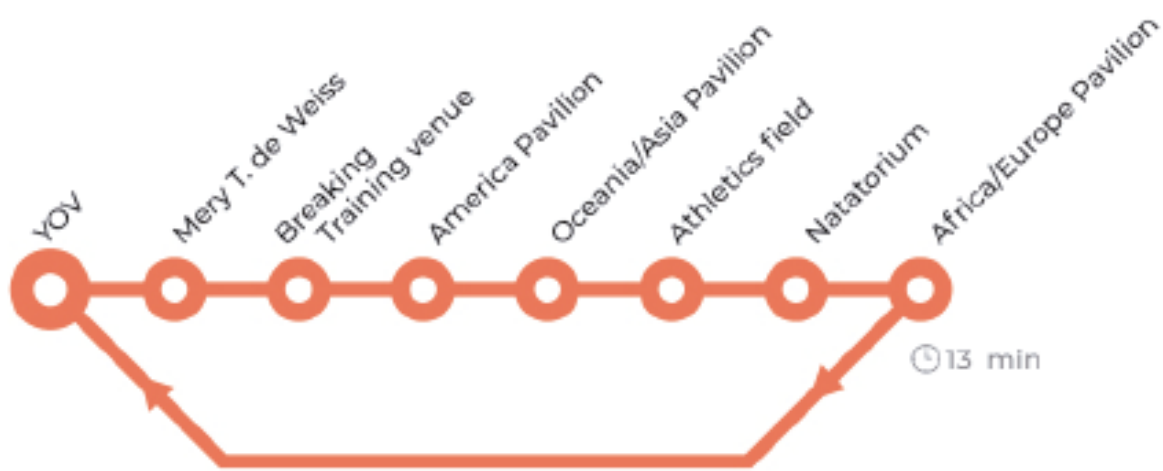 YOV
Mery T. de Weiss
Breaking
Training venue
America Pavilion
Oceania/Asia Pavilion
Athletics field
Natatorium
Africa/Europe Pavilion
13 min